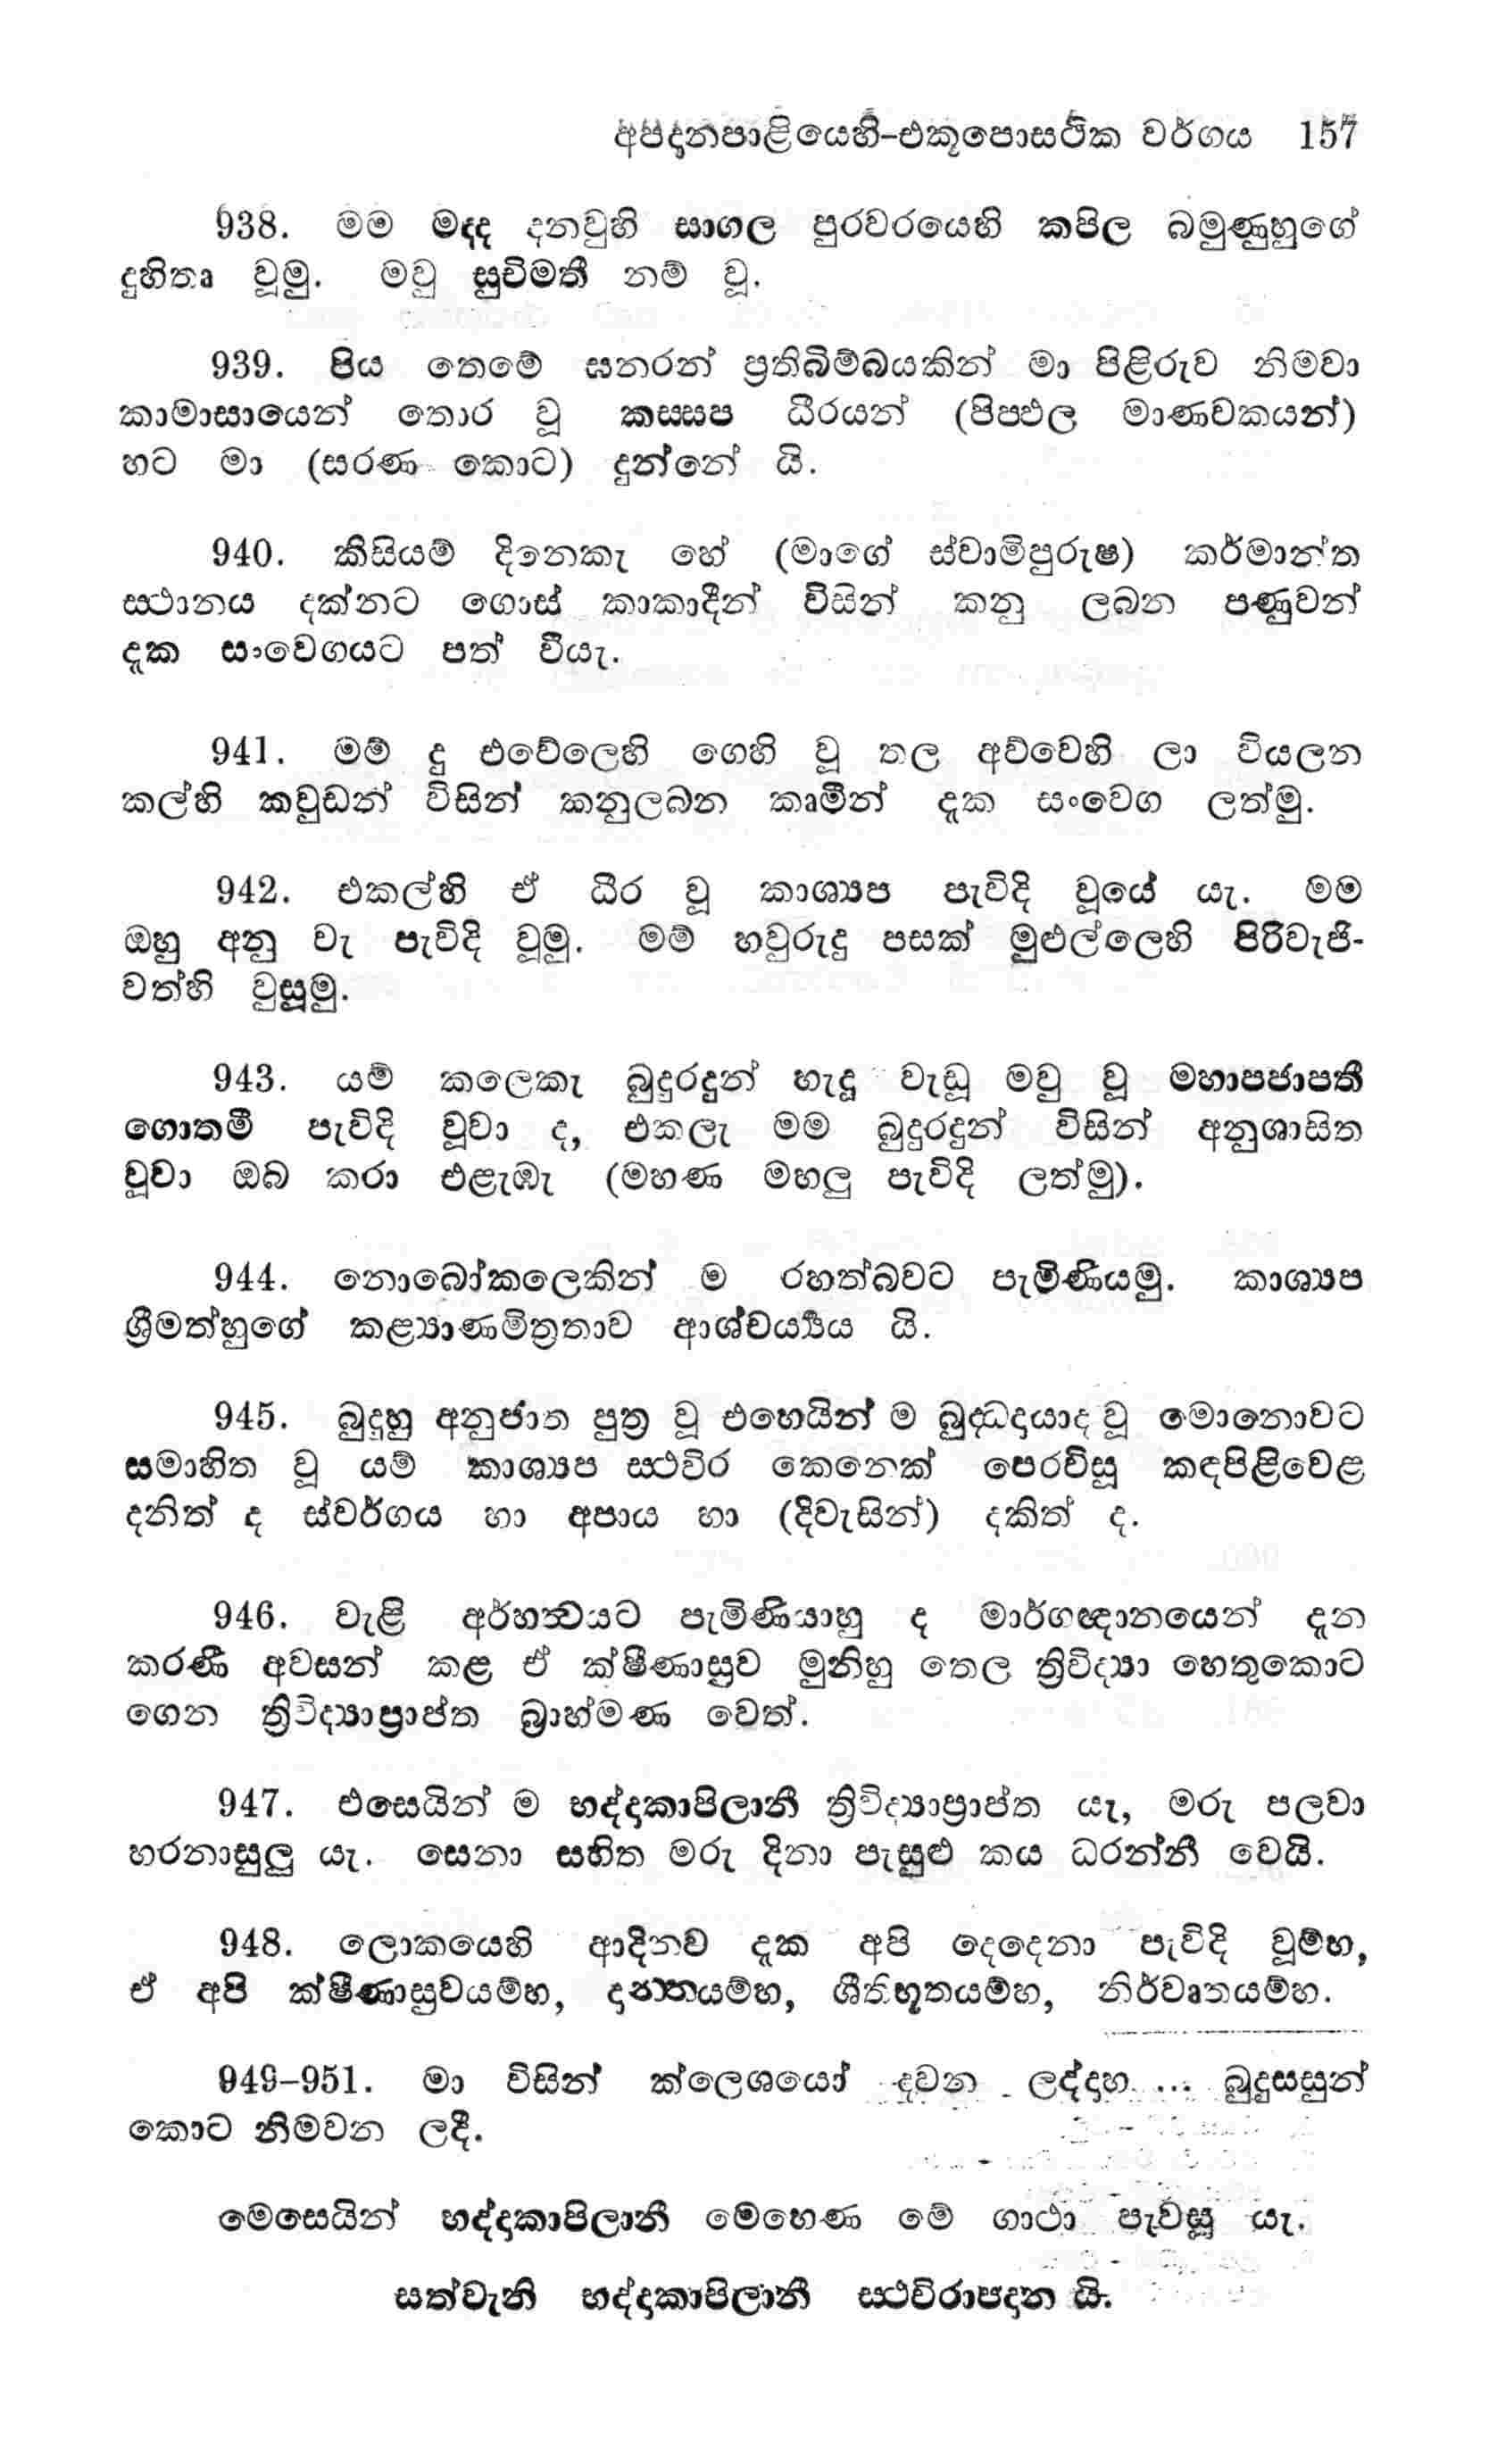 අපදානපාළියෙහි-එකූපොසථික වර්ගය 157
938. මම මද්ද දනවුහි සාගල පුරවරයෙහි කපිල බමුණුහුගේ
දුහිතෘ වූමු. මවු සුචිමතී නම් වූ.
939. පිය තෙමේ ඝනරන් ප්‍රතිබිම්බයකින් මා පිළිරුව නිමවා
කාමාසායෙන් තොර වූ කස්සප ධීරයන් (පිප්ඵල මාණවකයන්)
හට මා (සරණ කොට) දුන්නේ යි.
940. කිසියම් දිනෙකැ හේ (මාගේ ස්වාමිපුරුෂ) කර්මාන්ත
ස්ථානය දක්නට ගොස් කාකාදීන් විසින් කනු ලබන පණුවන්
දැක සංවෙගයට පත් වීයැ.
941. මම් ද එවේලෙහි ගෙහි වූ තල අව්වෙහි ලා වියලන
කල්හි කවුඩන් විසින් කනුලබන කෘමීන් දැක සංවෙග ලත්මු.
942. එකල්හි ඒ ධීර වූ කාශ්‍යප පැවිදි වූයේ යැ. මම
ඔහු අනු වැ පැවිදි වූමු. මම් හවුරුදු පසක් මුළුල්ලෙහි පිරිවැජි-
වත්හි වුසූමු.
943. යම් කලෙකැ බුදුරදුන් හැදූ වැඩූ මවු වූ මහාපජාපතී
ගොතමී පැවිදි වූවා ද, එකලැ මම බුදුරදුන් විසින් අනුශාසිත
වූවා ඔබ කරා එළැඹැ (මහණ මහලු පැවිදි ලත්මු).
944. නොබෝකලෙකින් ම රහත්බවට පැමිණියමු. කාශ්‍යප
ශ්‍රීමත්හුගේ කළ්‍යාණමිත්‍රතාව ආශ්චර්‍ය්‍යය යි.
945. බුදුහු අනුජාත පුත්‍ර වූ එහෙයින් ම බුද්ධදායාද වූ මොනොවට
සමාහිත වූ යම් කාශ්‍යප ස්ථවිර කෙනෙක් පෙරවිසූ කඳපිළිවෙළ
දනිත් ද ස්වර්ගය හා අපාය හා (දිවැසින්) දකිත් ද.
946. වැළි අර්හත්වයට පැමිණියාහු ද මාර්ගඥානයෙන් දැන
කරණී අවසන් කළ ඒ ක්ෂීණාස්‍රව මුනිහු තෙල ත්‍රිවිද්‍යා හෙතුකොට
ගෙන ත්‍රිවිද්‍යාප්‍රාප්ත බ්‍රාහ්මණ වෙත්.
947. එසෙයින් ම භද්දාකාපිලානී ත්‍රිවිද්‍යාප්‍රාප්ත යැ, මරු පලවා
හරනාසුලු යැ. සෙනා සහිත මරු දිනා පැසුළු කය ධරන්නී වෙයි.
948. ලොකයෙහි ආදිනව දැක අපි දෙදෙනා පැවිදි වූම්හ,
ඒ අපි ක්ෂීණාස්‍රවයම්හ, දාන්තයම්හ, ශීතිභූතයම්හ, නිර්වෘතයම්හ.
949-951. මා විසින් ක්ලෙශයෝ දවන ලද්දාහ ... බුදුසසුන්
කොට නිමවන ලදී.
මෙසෙයින් භද්දාකාපිලානී මෙහෙණ මේ ගාථා පැවසූ යැ.
සත්වැනි භද්දාකාපිලානී ස්ථවිරාපදාන යි.